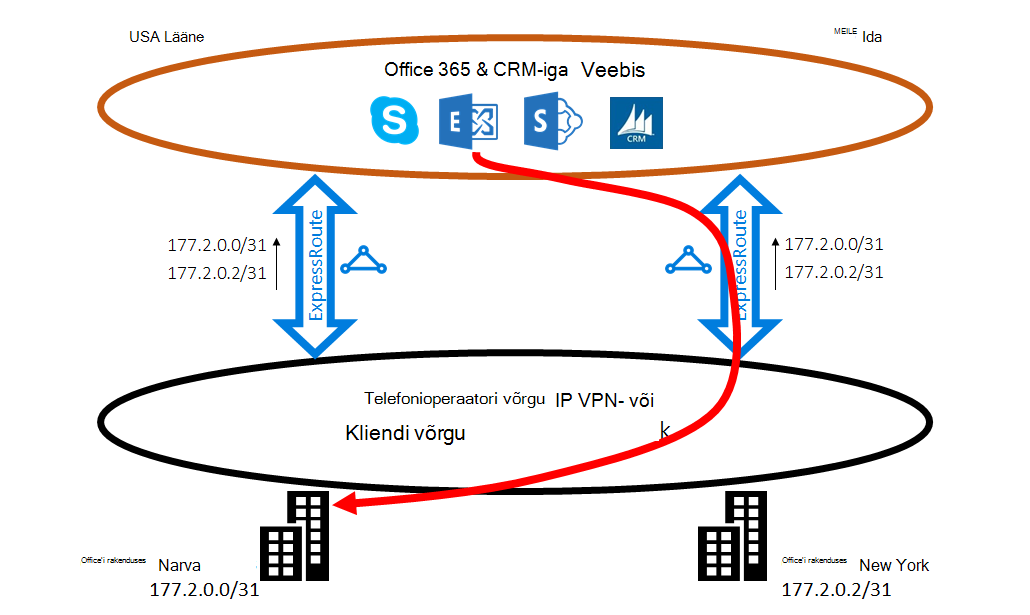 USA Lääne
MEILE Ida
Office 365 & CRM-iga Veebis
S
E
S
CRM
177.2.0.0/31
177.2.0.2/31
ExpressRoute
ExpressRoute
177.2.0.0/31
177.2.0.2/31
Telefonioperaatori võrgu IP VPN- või
Kliendi võrgu
k
Office'i rakenduses Narva
177.2.0.0/31
Office'i rakenduses New York
177.2.0.2/31